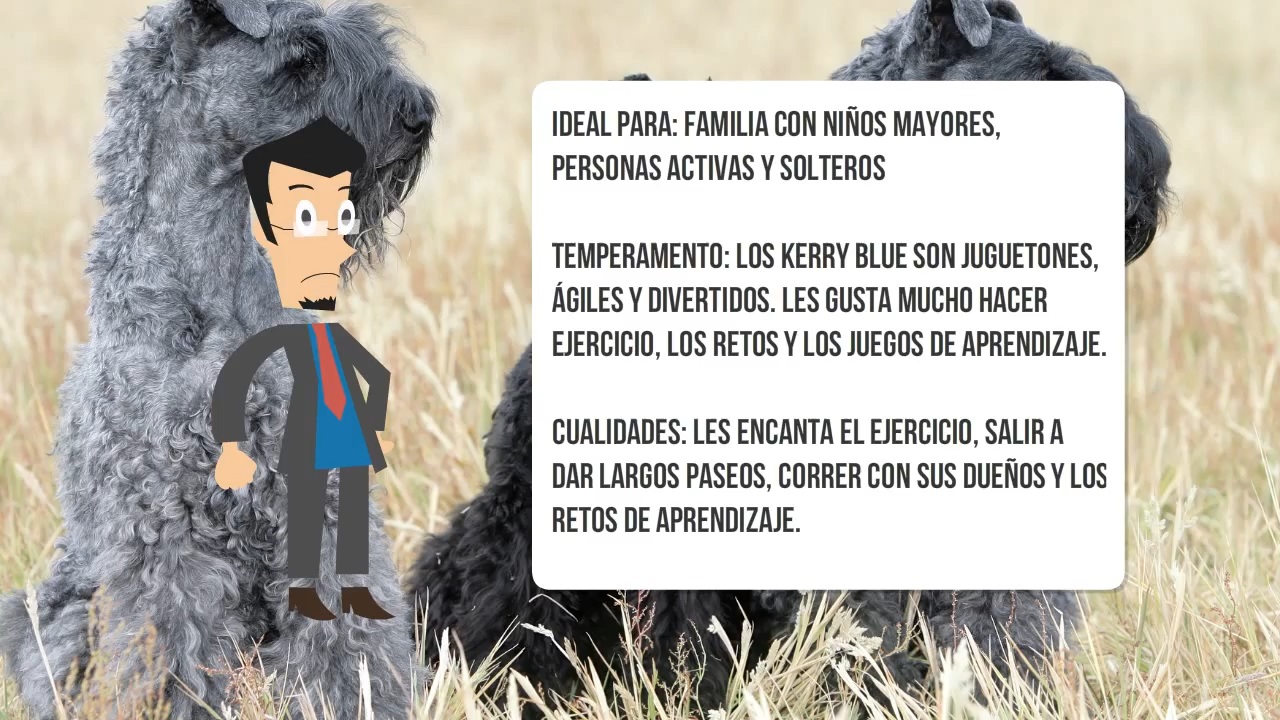 IDEAL PARA: FAMILIA CON NIÑOS MAYORES,
PERSONAS ACTIVAS Y SOLTEROS
TEMPERAMENTO: LOS KERRY BLUE SON JUGUETONES,
ÁGILES Y DIVERTIDOS. LES GUSTA MUCHO HACER
EJERCICIO, LOS RETOS Y LOS JUEGOS DE APRENDIZAJE.
CUALIDADES: LES ENCANTA EL EJERCICIO, SALIR A
DAR LARGOS PASEOS, CORRER CON SUS DUEÑOS Y LOS
RETOS DE APRENDIZAJE.